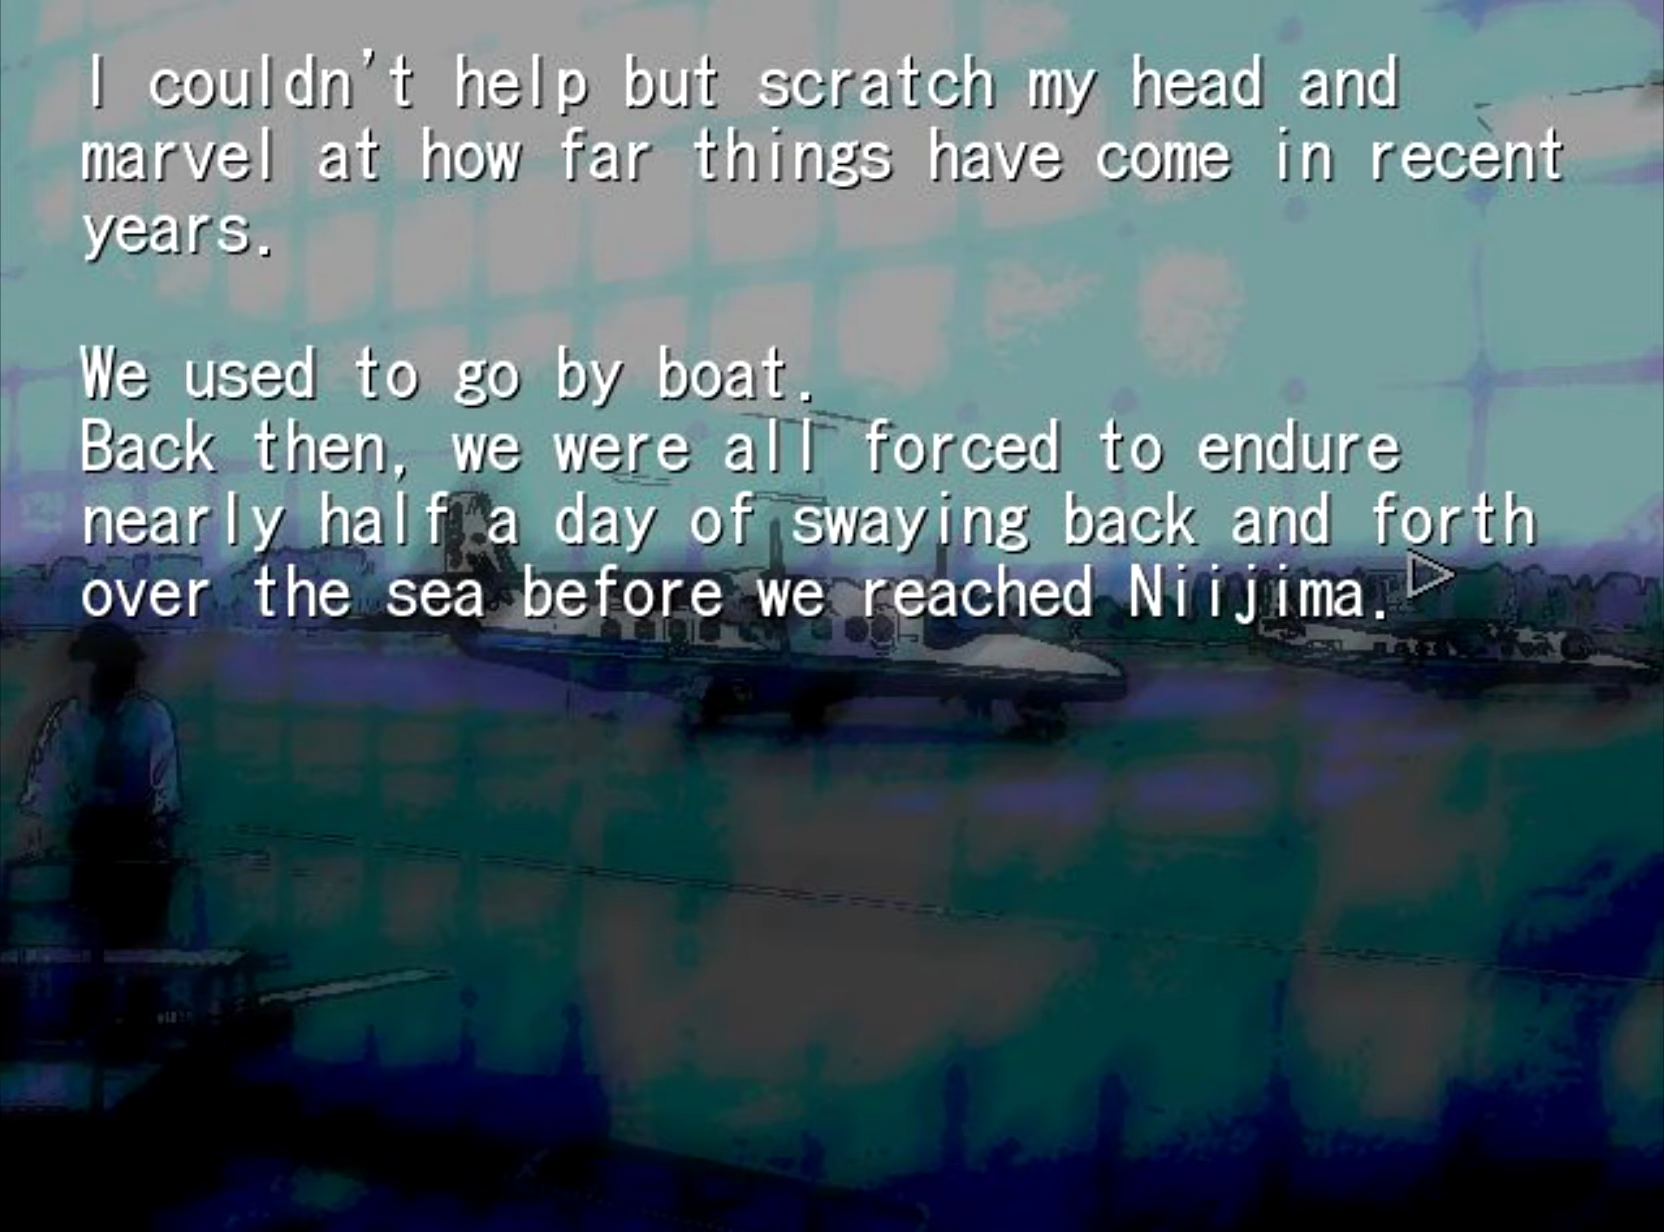 I couldn't help but scratch my head and
marvel at how far things have come in recent
years.
We used to go by boat.
Back then, we were all forced to endure
nearly half a day of swaying back and forth
over the sea before we reached Niijima.